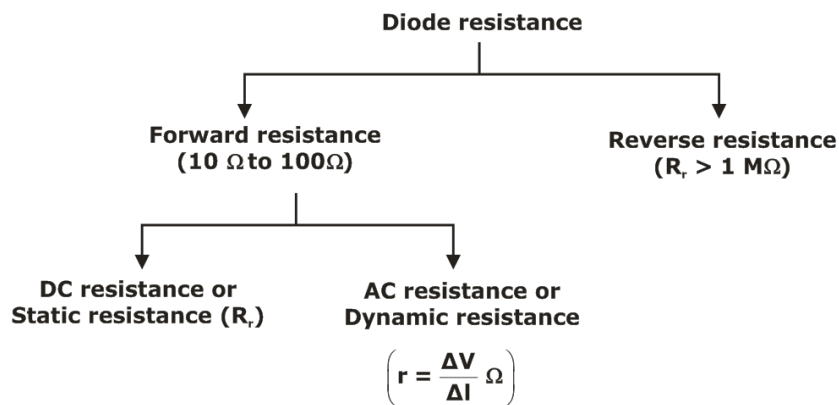 Diode resistance
Forward resistance
(10 Ω to 100Ω)
Reverse resistance
(Rᵣ > 1 MΩ)
DC resistance or
Static resistance (Rᵣ)
AC resistance or
Dynamic resistance
(r = ΔV/ΔI Ω)